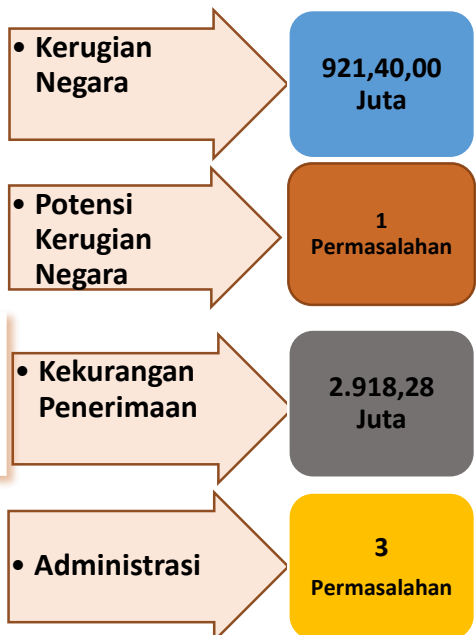 • Kerugian
Negara
921,40,00
Juta
• Potensi
Kerugian
Negara
1
Permasalahan
• Kekurangan
Penerimaan
2.918,28
Juta
• Administrasi
3
Permasalahan